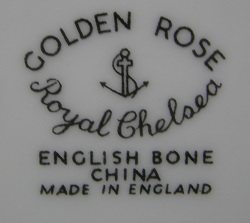 GOLDEN ROSE
Royal Chelsea
ENGLISH BONE
CHINA
MADE IN ENGLAND